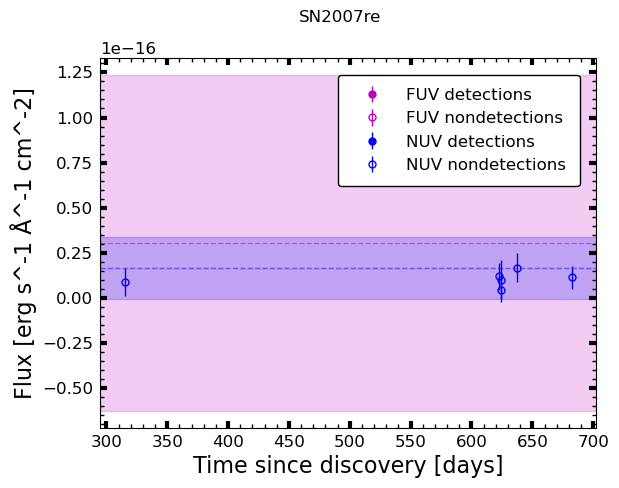 SN2007re
1e−16
FUV detections
FUV nondetections
NUV detections
NUV nondetections
1.25
1.00
0.75
0.50
0.25
0.00
−0.25
−0.50
Flux [erg s^-1 Å^-1 cm^-2]
300 350 400 450 500 550 600 650 700
Time since discovery [days]